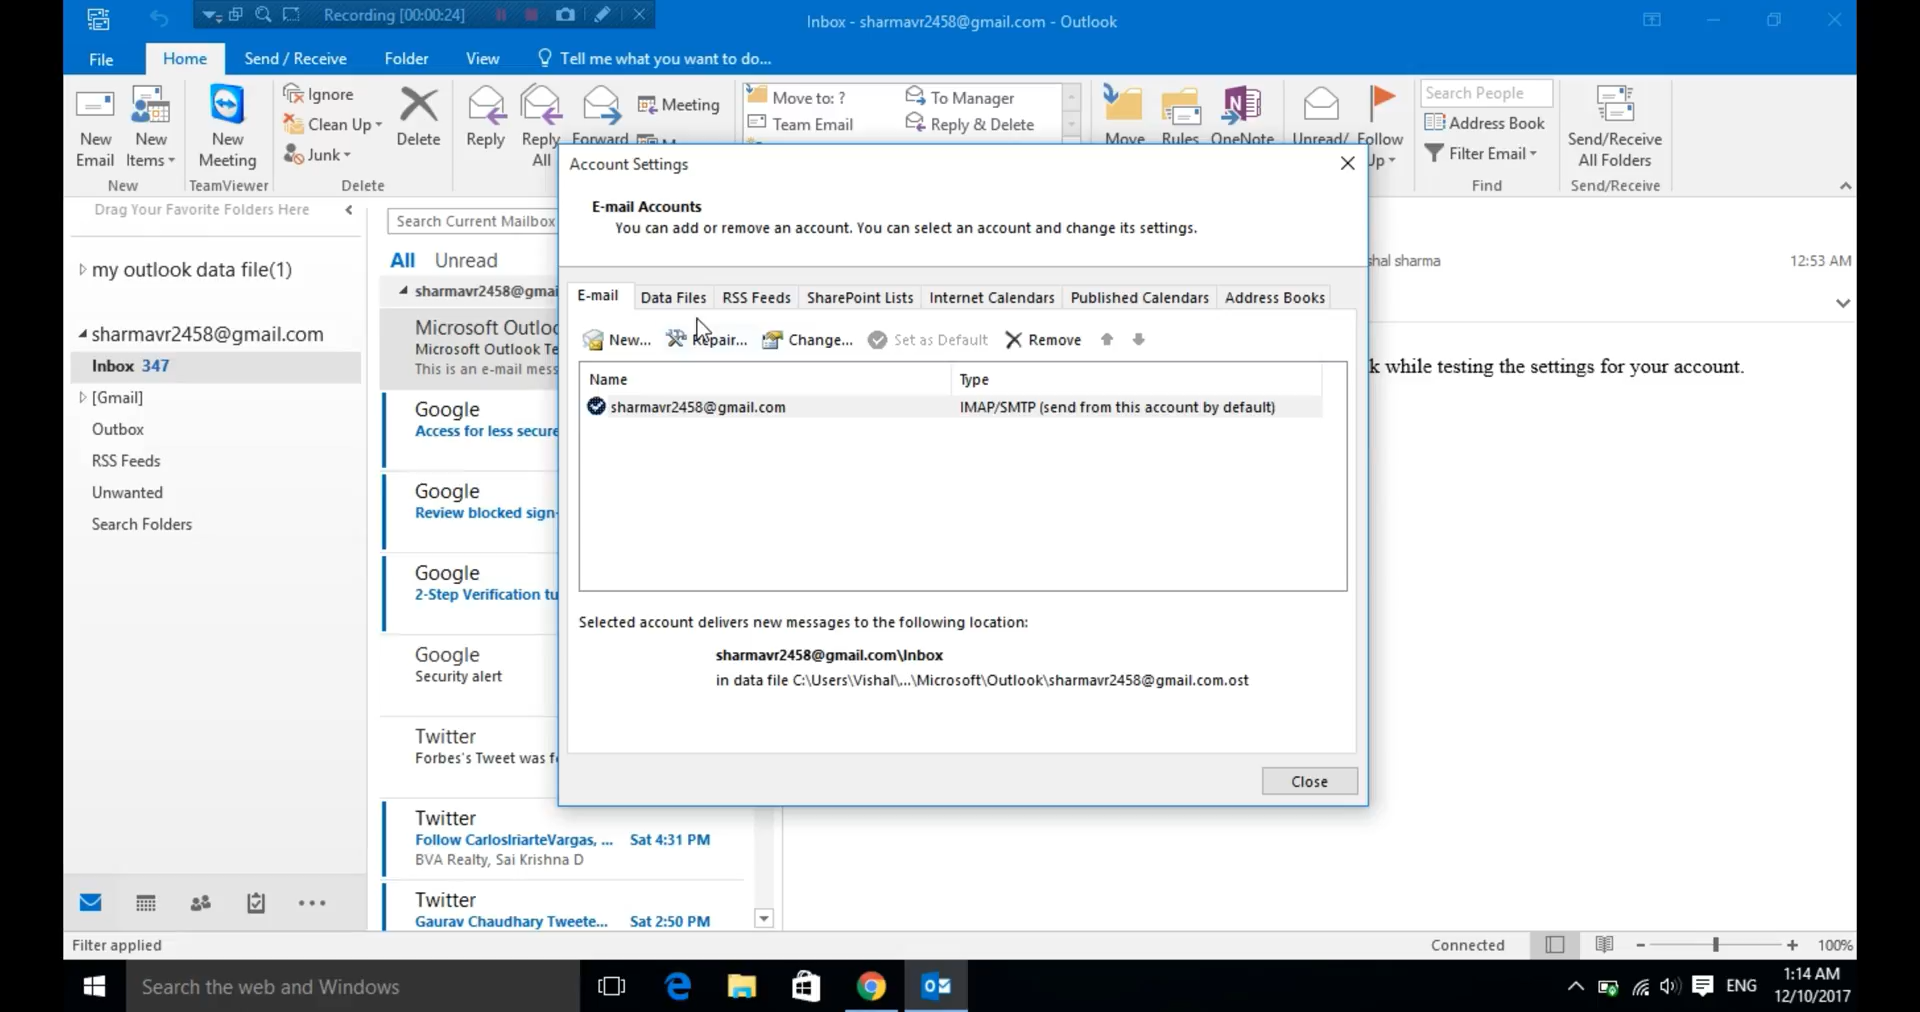 Recording [00:00:24]
Inbox - sharmavr2458@gmail.com - Outlook
File
Home
Send / Receive
Folder
View
Tell me what you want to do...
New
Email
New
Items
New
New
Meeting
TeamViewer
Ignore
Clean Up
Junk
Delete
Delete
Reply
Reply
All
Forward
Meeting
Move to: ?
Team Email
To Manager
Reply & Delete
Move
Rules
OneNote
Unread/
Follow
Up
Search People
Address Book
Filter Email
Find
Send/Receive
All Folders
Send/Receive
Drag Your Favorite Folders Here
my outlook data file(1)
sharmavr2458@gmail.com
Inbox 347
[Gmail]
Outbox
RSS Feeds
Unwanted
Search Folders
Search Current Mailbox
All
Unread
sharmavr2458@gmai
Microsoft Outloo
Microsoft Outlook Te
This is an e-mail mess
Google
Access for less secure
Google
Review blocked sign-
Google
2-Step Verification tu
Google
Security alert
Twitter
Forbes's Tweet was f
Twitter
Follow CarlosIriarteVargas, ...
Sat 4:31 PM
BVA Realty, Sai Krishna D
Twitter
Gaurav Chaudhary Tweete...
Sat 2:50 PM
Account Settings
E-mail Accounts
You can add or remove an account. You can select an account and change its settings.
E-mail
Data Files
RSS Feeds
SharePoint Lists
Internet Calendars
Published Calendars
Address Books
New...
Repair...
Change...
Set as Default
Remove
Name
Type
sharmavr2458@gmail.com
IMAP/SMTP (send from this account by default)
Selected account delivers new messages to the following location:
sharmavr2458@gmail.com\Inbox
in data file C:\Users\Vishal\...\Microsoft\Outlook\sharmavr2458@gmail.com.ost
Close
hal sharma
12:53 AM
k while testing the settings for your account.
Filter applied
Connected
100%
Search the web and Windows
ENG
1:14 AM
12/10/2017